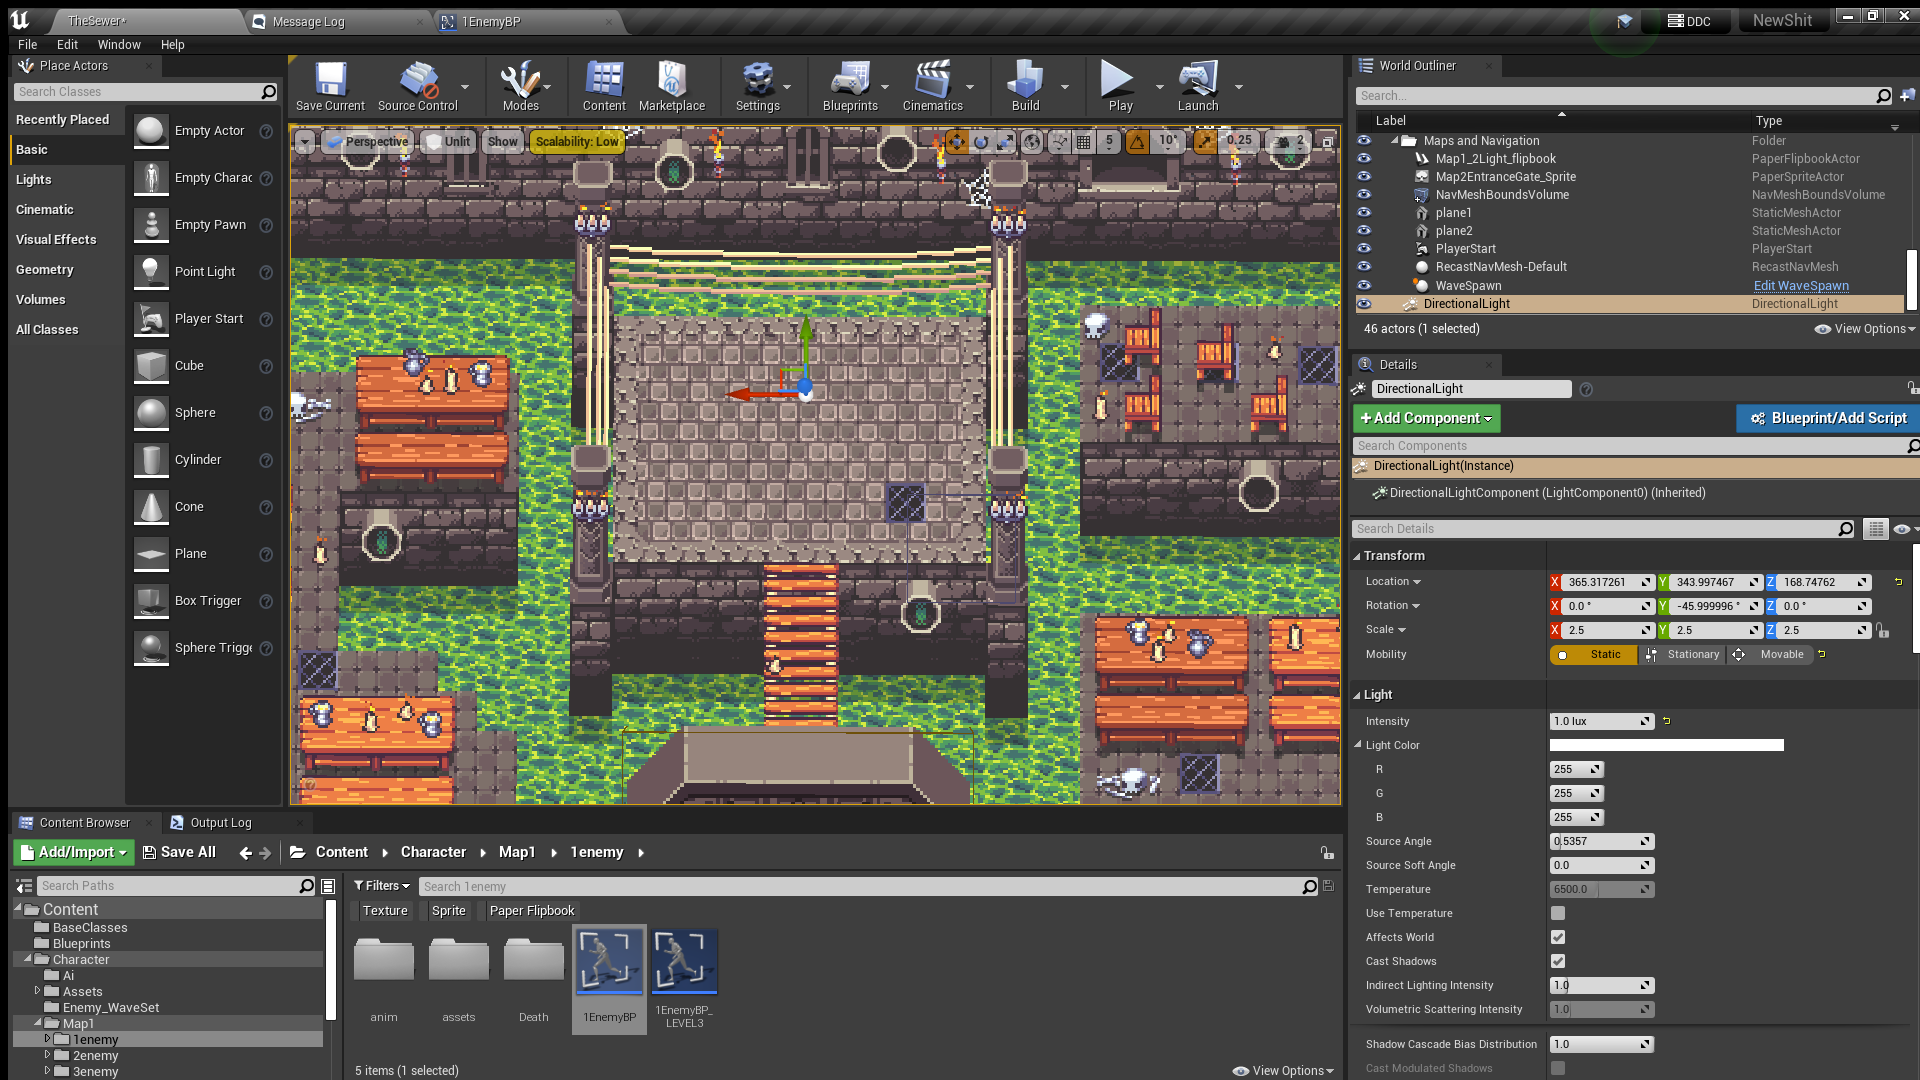 TheSewer*
Message Log
1EnemyBP
DDC
NewShit
File Edit Window Help
Place Actors
Search Classes
Recently Placed
Basic
Lights
Cinematic
Visual Effects
Geometry
Volumes
All Classes
Empty Actor
Empty Charac
Empty Pawn
Point Light
Player Start
Cube
Sphere
Cylinder
Cone
Plane
Box Trigger
Sphere Trigge
Save Current
Source Control
Modes
Content
Marketplace
Settings
Blueprints
Cinematics
Build
Play
Launch
Perspective
Unlit
Show
Scalability: Low
5
10°
0.25
2
World Outliner
Search...
Label Type
Maps and Navigation Folder
Map1_2Light_flipbook PaperFlipbookActor
Map2EntranceGate_Sprite PaperSpriteActor
NavMeshBoundsVolume NavMeshBoundsVolume
plane1 StaticMeshActor
plane2 StaticMeshActor
PlayerStart PlayerStart
RecastNavMesh-Default RecastNavMesh
WaveSpawn Edit WaveSpawn
DirectionalLight DirectionalLight
46 actors (1 selected)
View Options
Details
DirectionalLight
+Add Component
Blueprint/Add Script
Search Components
DirectionalLight(Instance)
DirectionalLightComponent (LightComponent0) (Inherited)
Search Details
Transform
Location X 365.317261 Y 343.997467 Z 168.74762
Rotation X 0.0 ° Y -45.999996 ° Z 0.0 °
Scale X 2.5 Y 2.5 Z 2.5
Mobility Static Stationary Movable
Light
Intensity 1.0 lux
Light Color
R 255
G 255
B 255
Source Angle 0.5357
Source Soft Angle 0.0
Temperature 6500.0
Use Temperature
Affects World
Cast Shadows
Indirect Lighting Intensity 1.0
Volumetric Scattering Intensity 1.0
Shadow Cascade Bias Distribution 1.0
Cast Modulated Shadows
Content Browser
Output Log
Add/Import
Save All
Content Character Map1 1enemy
Search Paths
Content
BaseClasses
Blueprints
Character
Ai
Assets
Enemy_WaveSet
Map1
1enemy
2enemy
3enemy
Filters
Search 1enemy
Texture
Sprite
Paper Flipbook
anim
assets
Death
1EnemyBP
1EnemyBP_
LEVEL3
5 items (1 selected)
View Options